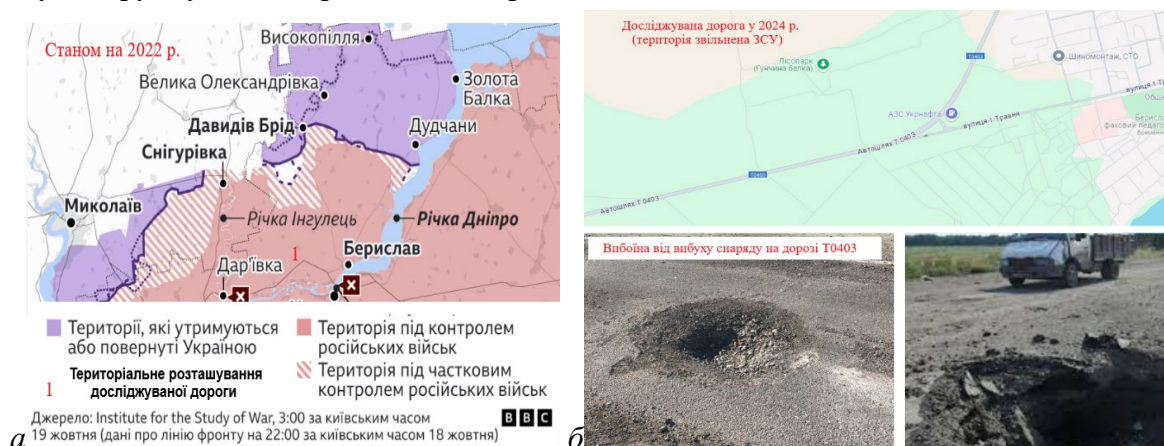 Станом на 2022 р.
Високопілля
Велика Олександрівка
Золота
Балка
Давидів Брід
Дудчани
Снігурівка
Миколаїв
Річка Інгулець
Річка Дніпро
1
Берислав
Дар'ївка
Території, які утримуються
або повернуті Україною
Територія під контролем
російських військ
1 Територіальне розташування
досліджуваної дороги
Територія під частковим
контролем російських військ
Джерело: Institute for the Study of War, 3:00 за київським часом
19 жовтня (дані про лінію фронту на 22:00 за київським часом 18 жовтня)
BBC
а
Досліджувана дорога у 2024 р.
(територія звільнена ЗСУ)
Лісопарк
(Гунчина балка)
Т0403
Шиномонтаж, СТО
АЗС Укрнафта
вулиця 1 Травня
Автошлях Т 0403
Т0403
Автошлях Т 0403
фаховий
Вибоїна від вибуху снаряду на дорозі Т0403
б